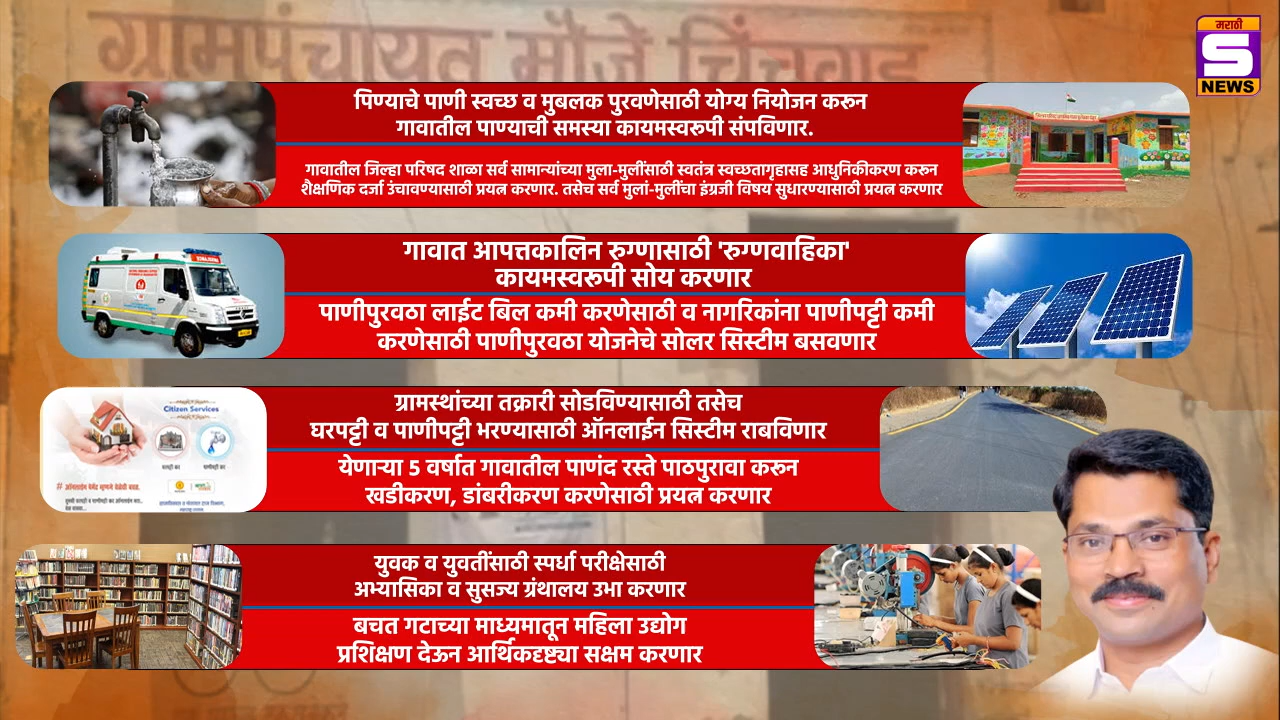 ग्रामपंचायत मौजे चिंचवाड
मराठी
S
NEWS
पिण्याचे पाणी स्वच्छ व मुबलक पुरवणेसाठी योग्य नियोजन करून
गावातील पाण्याची समस्या कायमस्वरूपी संपविणार.
गावातील जिल्हा परिषद शाळा सर्व सामान्यांच्या मुला-मुलींसाठी स्वतंत्र स्वच्छतागृहासह आधुनिकीकरण करून
शैक्षणिक दर्जा उंचावण्यासाठी प्रयत्न करणार. तसेच सर्व मुलां-मुलींचा इंग्रजी विषय सुधारण्यासाठी प्रयत्न करणार
गावात आपत्तकालिन रुग्णासाठी 'रुग्णवाहिका'
कायमस्वरूपी सोय करणार
पाणीपुरवठा लाईट बिल कमी करणेसाठी व नागरिकांना पाणीपट्टी कमी
करणेसाठी पाणीपुरवठा योजनेचे सोलर सिस्टीम बसवणार
Citizen Services
ग्रामस्थांच्या तक्रारी सोडविण्यासाठी तसेच
घरपट्टी व पाणीपट्टी भरण्यासाठी ऑनलाईन सिस्टीम राबविणार
येणाऱ्या 5 वर्षात गावातील पाणंद रस्ते पाठपुरावा करून
खडीकरण, डांबरीकरण करणेसाठी प्रयत्न करणार
युवक व युवतींसाठी स्पर्धा परीक्षेसाठी
अभ्यासिका व सुसज्य ग्रंथालय उभा करणार
बचत गटाच्या माध्यमातून महिला उद्योग
प्रशिक्षण देऊन आर्थिकदृष्ट्या सक्षम करणार